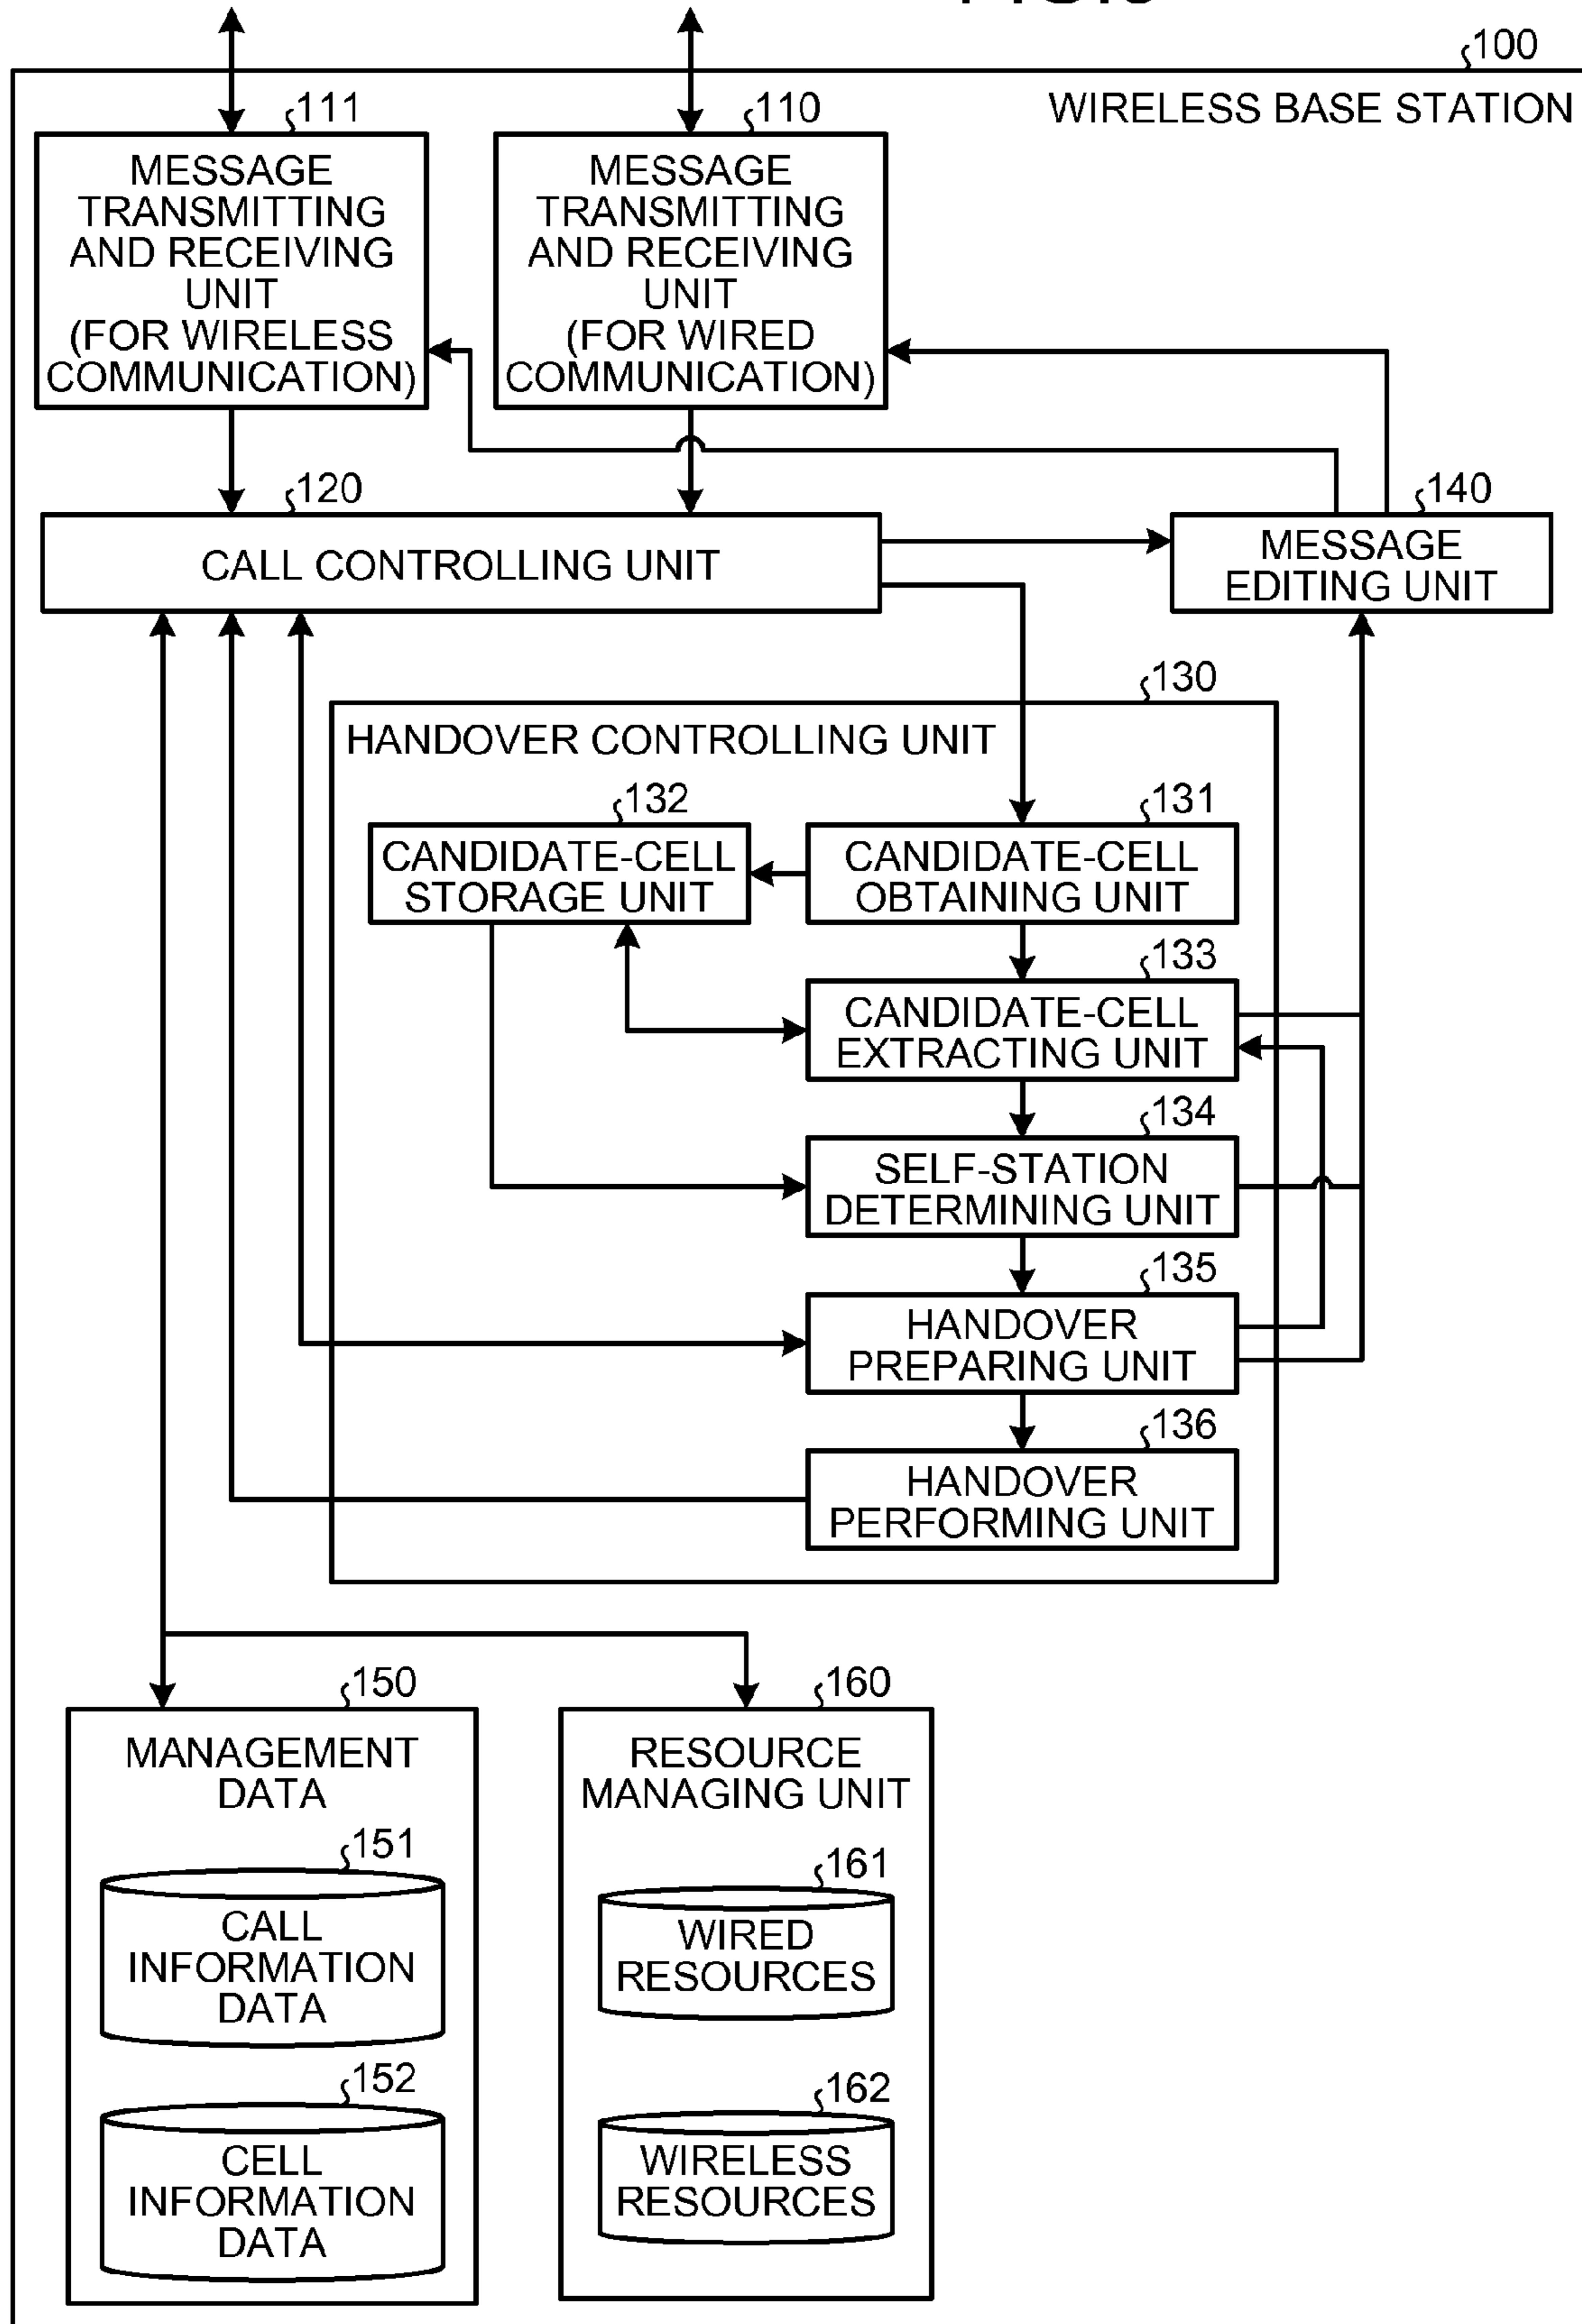 100
WIRELESS BASE STATION
111
MESSAGE
TRANSMITTING
AND RECEIVING
UNIT
(FOR WIRELESS
COMMUNICATION)
110
MESSAGE
TRANSMITTING
AND RECEIVING
UNIT
(FOR WIRED
COMMUNICATION)
120
CALL CONTROLLING UNIT
140
MESSAGE
EDITING UNIT
130
HANDOVER CONTROLLING UNIT
132
CANDIDATE-CELL
STORAGE UNIT
131
CANDIDATE-CELL
OBTAINING UNIT
133
CANDIDATE-CELL
EXTRACTING UNIT
134
SELF-STATION
DETERMINING UNIT
135
HANDOVER
PREPARING UNIT
136
HANDOVER
PERFORMING UNIT
150
MANAGEMENT
DATA
151
CALL
INFORMATION
DATA
152
CELL
INFORMATION
DATA
160
RESOURCE
MANAGING UNIT
161
WIRED
RESOURCES
162
WIRELESS
RESOURCES